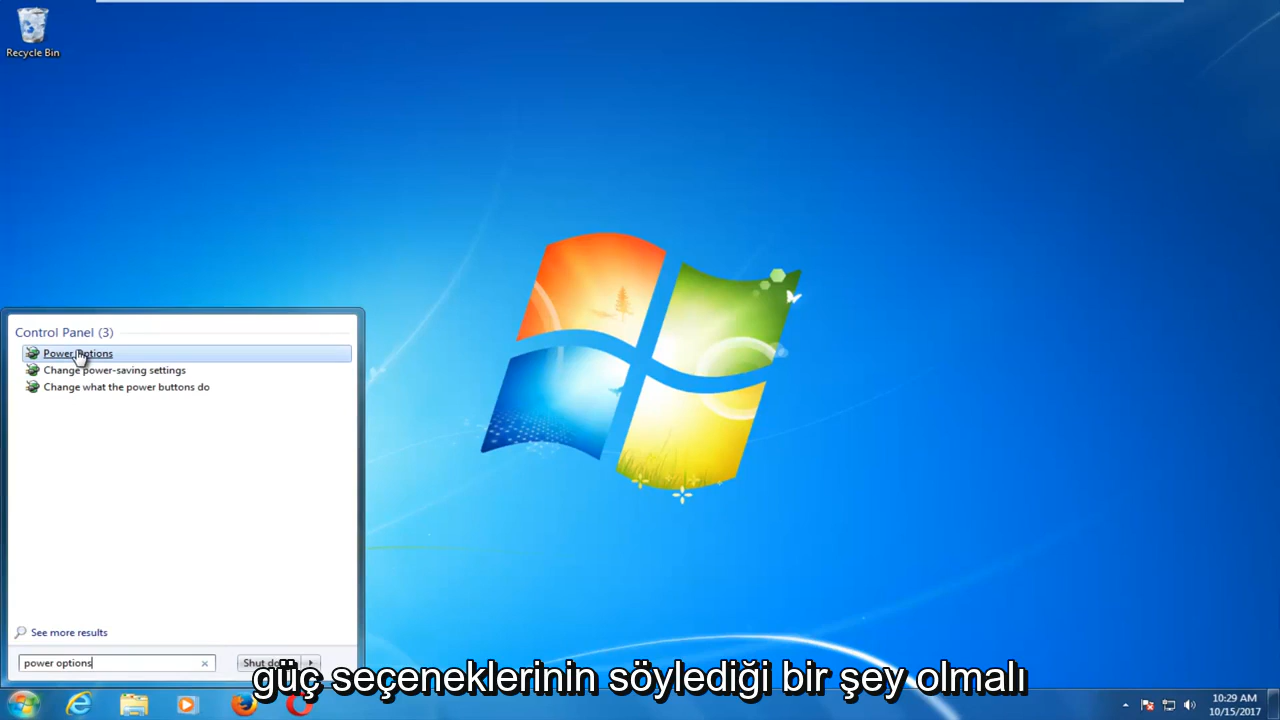 Recycle Bin
Control Panel (3)
Power Options
Change power-saving settings
Change what the power buttons do
See more results
power options
Shut down
güç seçeneklerinin söylediği bir şey olmalı
10:29 AM
10/15/2017